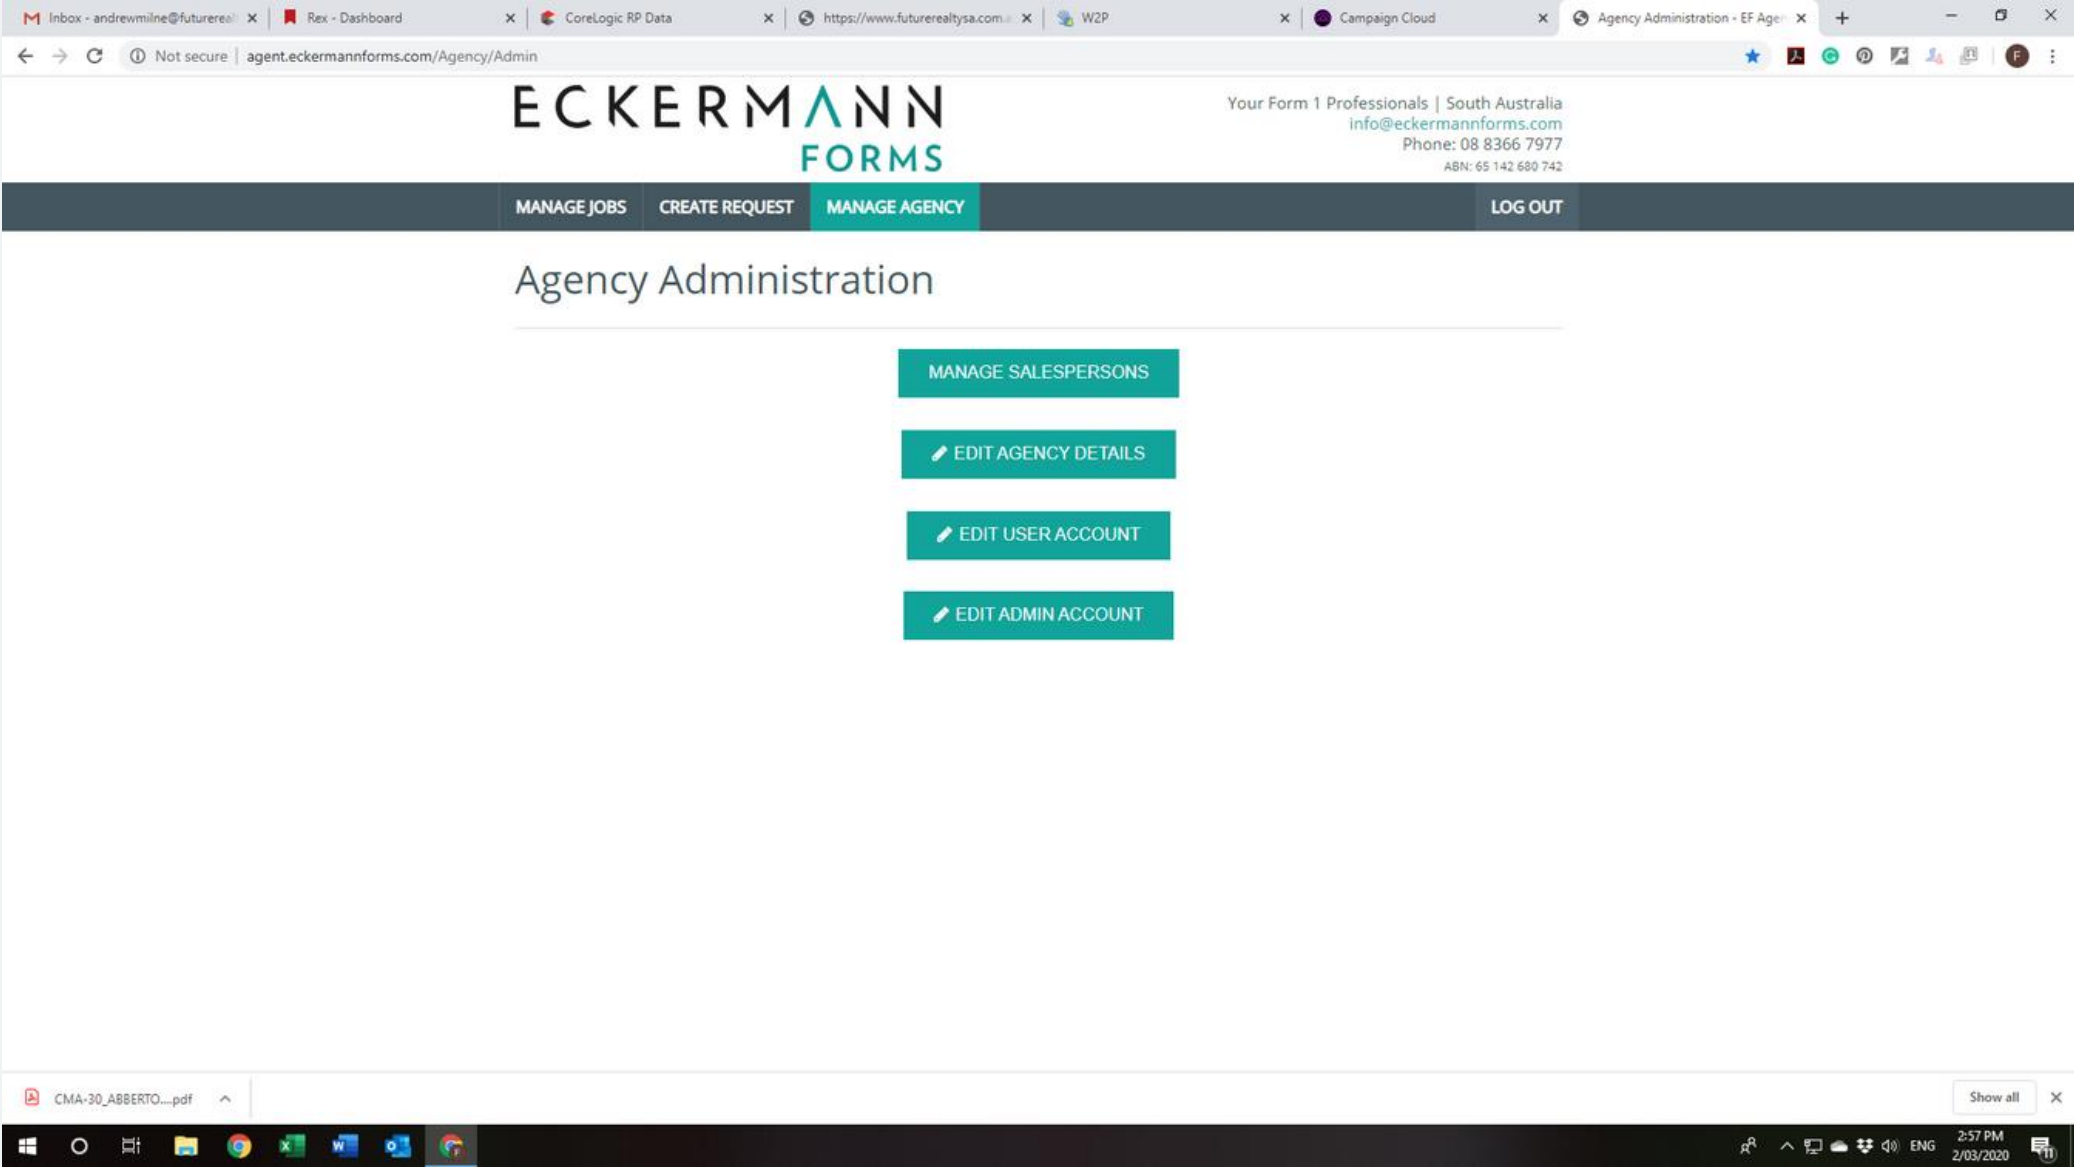 Inbox - andrewmilne@futurereal
Rex - Dashboard
CoreLogic RP Data
https://www.futurerealtysa.com.
W2P
Campaign Cloud
Agency Administration - EF Agen
Not secure | agent.eckermannforms.com/Agency/Admin
F
ECKERMANN
FORMS
Your Form 1 Professionals | South Australia
info@eckermannforms.com
Phone: 08 8366 7977
ABN: 65 142 680 742
MANAGE JOBS
CREATE REQUEST
MANAGE AGENCY
LOG OUT
Agency Administration
MANAGE SALESPERSONS
EDIT AGENCY DETAILS
EDIT USER ACCOUNT
EDIT ADMIN ACCOUNT
CMA-30_ABBERTO....pdf
Show all
ENG
2:57 PM
2/03/2020
11